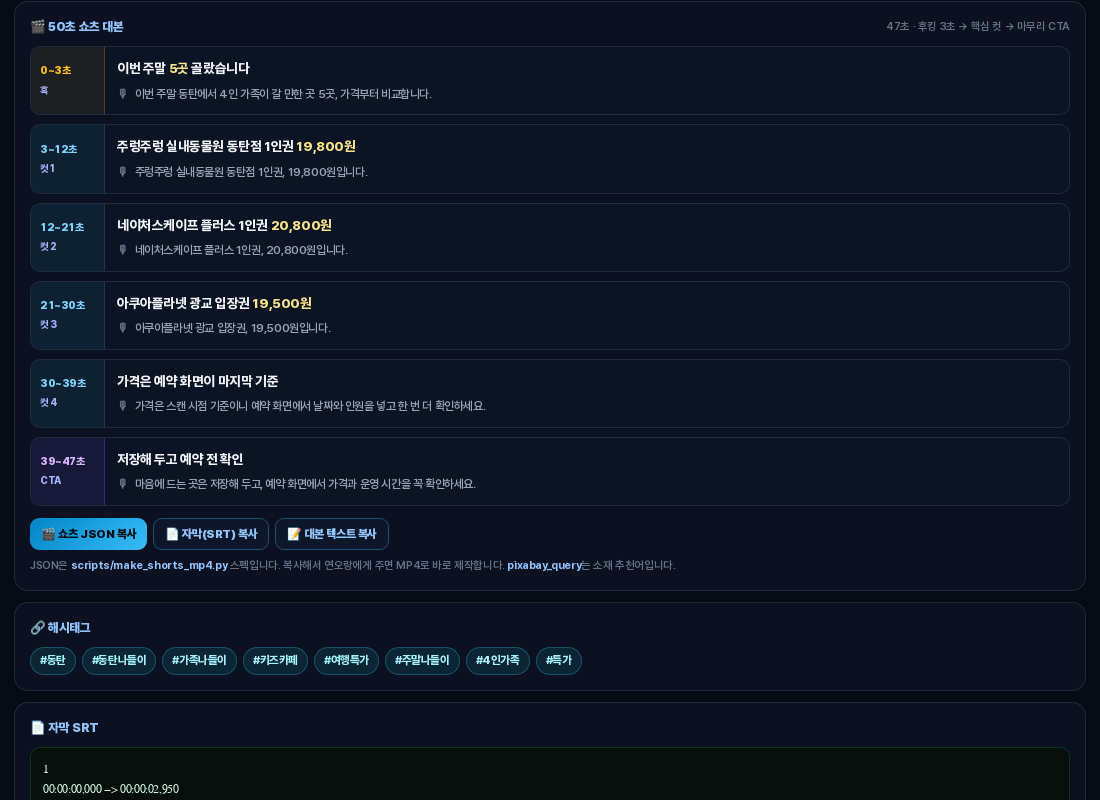 🎬 50초 쇼츠 대본
47초 · 후킹 3초 → 핵심 컷 → 마무리 CTA
0~3초
훅
이번 주말 5곳 골랐습니다
🎙 이번 주말 동탄에서 4인 가족이 갈 만한 곳 5곳, 가격부터 비교합니다.
3~12초
컷 1
주렁주렁 실내동물원 동탄점 1인권 19,800원
🎙 주렁주렁 실내동물원 동탄점 1인권, 19,800원입니다.
12~21초
컷 2
네이처스케이프 플러스 1인권 20,800원
🎙 네이처스케이프 플러스 1인권, 20,800원입니다.
21~30초
컷 3
아쿠아플라넷 광교 입장권 19,500원
🎙 아쿠아플라넷 광교 입장권, 19,500원입니다.
30~39초
컷 4
가격은 예약 화면이 마지막 기준
🎙 가격은 스캔 시점 기준이니 예약 화면에서 날짜와 인원을 넣고 한 번 더 확인하세요.
39~47초
CTA
저장해 두고 예약 전 확인
🎙 마음에 드는 곳은 저장해 두고, 예약 화면에서 가격과 운영 시간을 꼭 확인하세요.
🎬 쇼츠 JSON 복사
📄 자막(SRT) 복사
📝 대본 텍스트 복사
JSON은 scripts/make_shorts_mp4.py 스펙입니다. 복사해서 연오랑에게 주면 MP4로 바로 제작합니다. pixabay_query는 소재 추천어입니다.
🔗 해시태그
#동탄 #동탄나들이 #가족나들이 #키즈카페 #여행특가 #주말나들이 #4인가족 #특가
📄 자막 SRT
1
00:00:00,000 --> 00:00:02,950